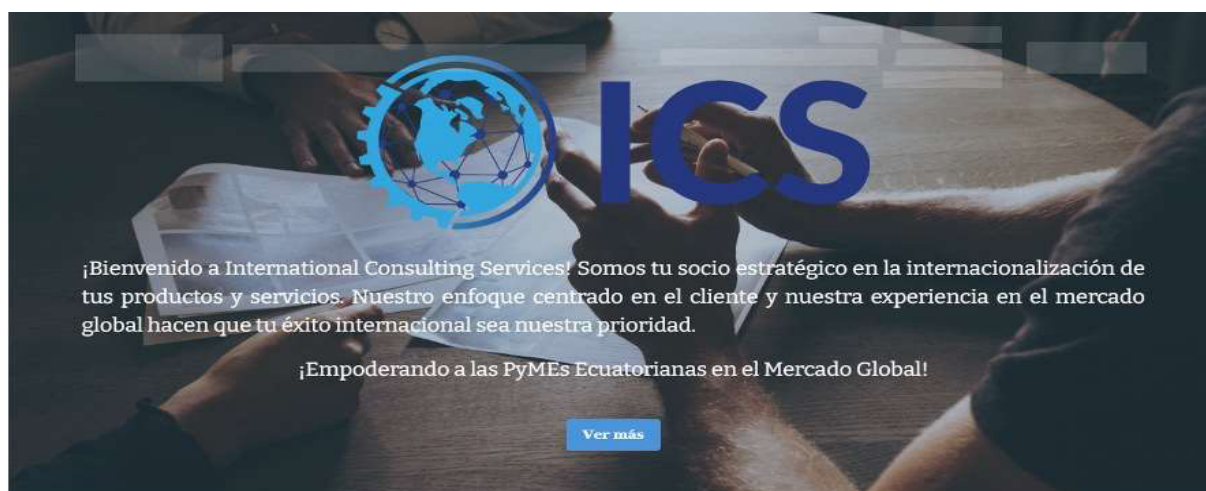 ICS
¡Bienvenido a International Consulting Services! Somos tu socio estratégico en la internacionalización de
tus productos y servicios. Nuestro enfoque centrado en el cliente y nuestra experiencia en el mercado
global hacen que tu éxito internacional sea nuestra prioridad.
¡Empoderando a las PyMEs Ecuatorianas en el Mercado Global!
Ver más